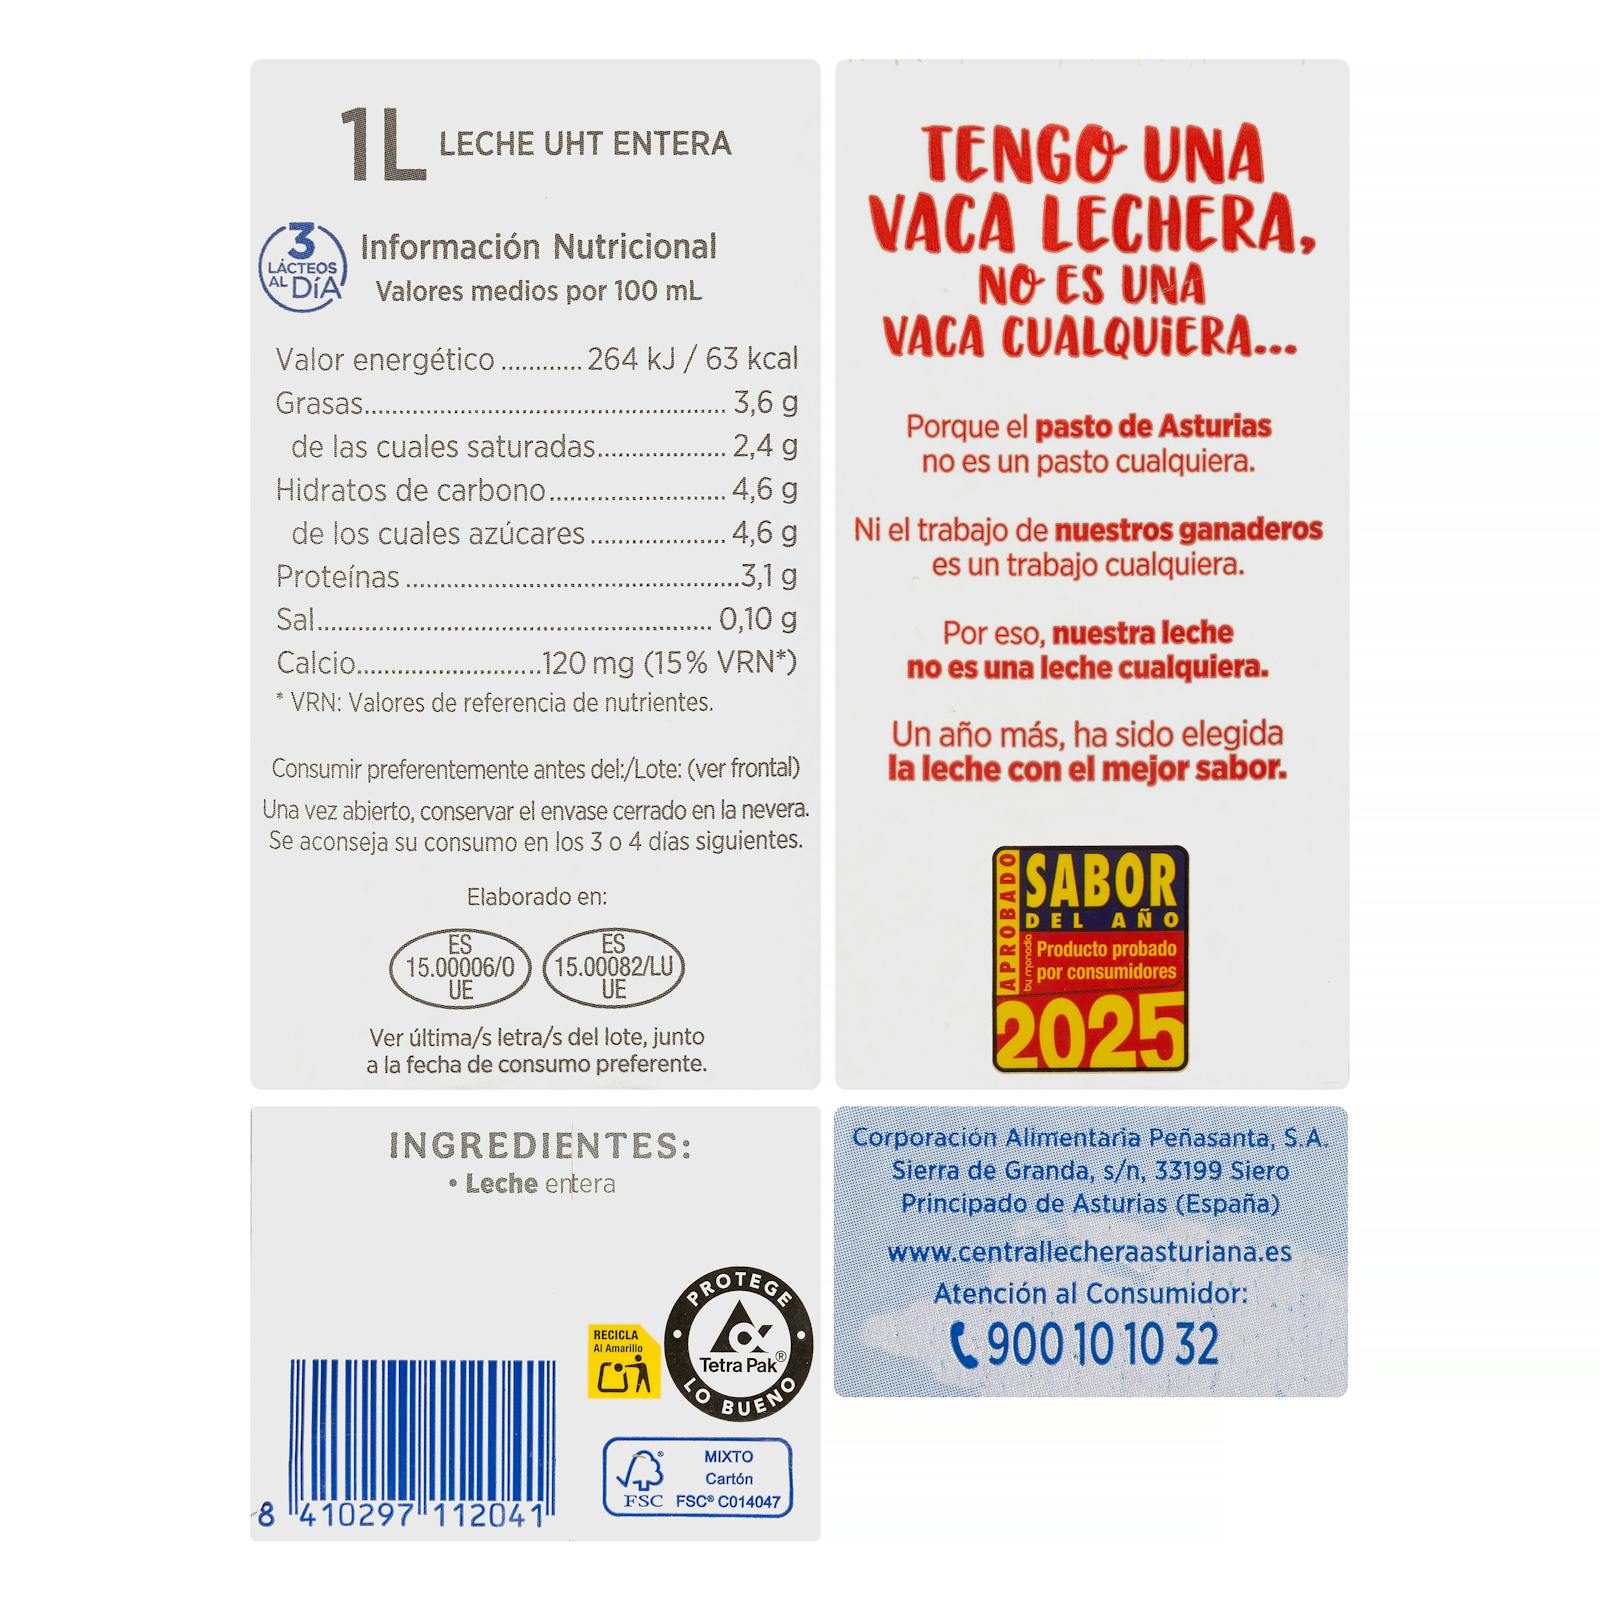 1L LECHE UHT ENTERA
3
LÁCTEOS
AL DÍA
Información Nutricional
Valores medios por 100 mL
Valor energético ............ 264 kJ / 63 kcal
Grasas.................................................... 3,6 g
de las cuales saturadas................... 2,4 g
Hidratos de carbono.......................... 4,6 g
de los cuales azúcares .................... 4,6 g
Proteínas .................................................3,1 g
Sal.......................................................... 0,10 g
Calcio...........................120 mg (15% VRN*)
* VRN: Valores de referencia de nutrientes.
Consumir preferentemente antes del:/Lote: (ver frontal)
Una vez abierto, conservar el envase cerrado en la nevera.
Se aconseja su consumo en los 3 o 4 días siguientes.
Elaborado en:
ES
15.00006/O
UE
ES
15.00082/LU
UE
Ver última/s letra/s del lote, junto
a la fecha de consumo preferente.
TENGO UNA
VACA LECHERA,
NO ES UNA
VACA CUALQUIERA...
Porque el pasto de Asturias
no es un pasto cualquiera.
Ni el trabajo de nuestros ganaderos
es un trabajo cualquiera.
Por eso, nuestra leche
no es una leche cualquiera.
Un año más, ha sido elegida
la leche con el mejor sabor.
APROBADO
by monadia
SABOR
DEL AÑO
Producto probado
por consumidores
2025
INGREDIENTES:
• Leche entera
RECICLA
Al Amarillo
PROTEGE
Tetra Pak®
LO BUENO
FSC
MIXTO
Cartón
FSC® C014047
8 410297 112041
Corporación Alimentaria Peñasanta, S.A.
Sierra de Granda, s/n, 33199 Siero
Principado de Asturias (España)
www.centrallecheraasturiana.es
Atención al Consumidor:
900 10 10 32